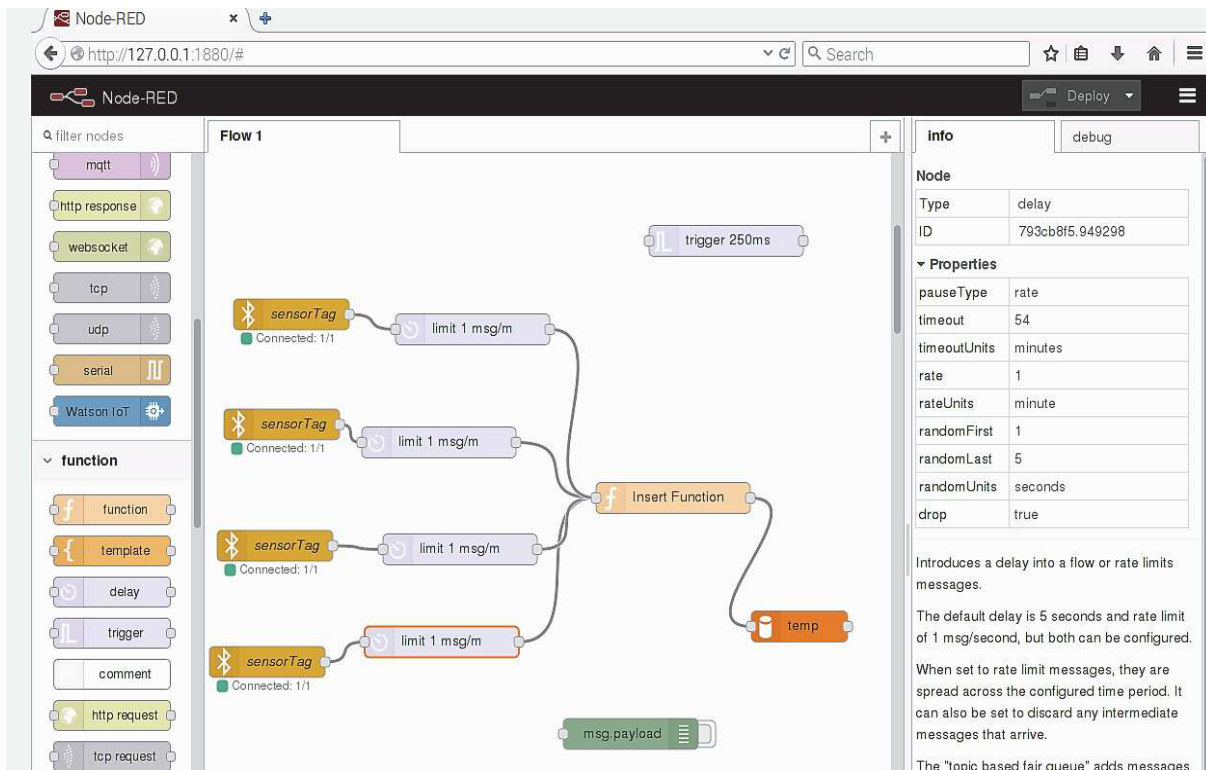 Node-RED
http://127.0.0.1:1880/#
Search
Node-RED
Deploy
filter nodes
mqtt
http response
websocket
tcp
udp
serial
Watson IoT
function
function
template
delay
trigger
comment
http request
tcp request
Flow 1
trigger 250ms
sensorTag
Connected: 1/1
limit 1 msg/m
sensorTag
Connected: 1/1
limit 1 msg/m
Insert Function
sensorTag
Connected: 1/1
limit 1 msg/m
temp
sensorTag
Connected: 1/1
limit 1 msg/m
msg.payload
info
debug
Node
Type delay
ID 793cb8f5.949298
Properties
pauseType rate
timeout 54
timeoutUnits minutes
rate 1
rateUnits minute
randomFirst 1
randomLast 5
randomUnits seconds
drop true
Introduces a delay into a flow or rate limits
messages.
The default delay is 5 seconds and rate limit
of 1 msg/second, but both can be configured.
When set to rate limit messages, they are
spread across the configured time period. It
can also be set to discard any intermediate
messages that arrive.
The "topic based fair queue" adds messages